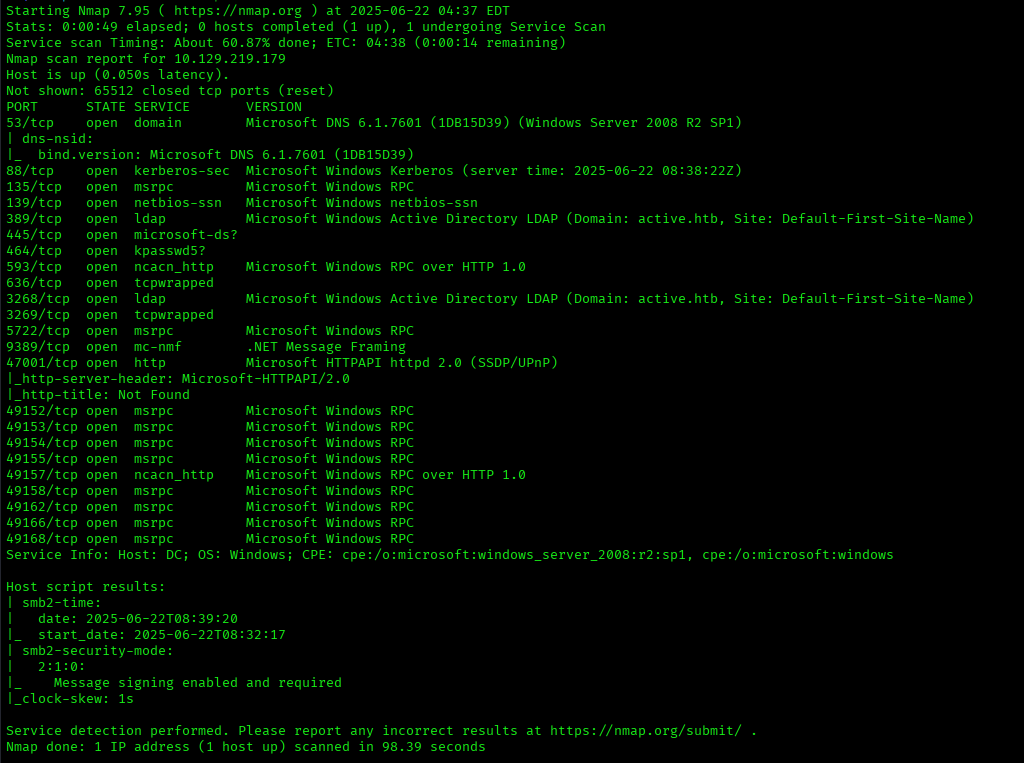 Starting Nmap 7.95 ( https://nmap.org ) at 2025-06-22 04:37 EDT
Stats: 0:00:49 elapsed; 0 hosts completed (1 up), 1 undergoing Service Scan
Service scan Timing: About 60.87% done; ETC: 04:38 (0:00:14 remaining)
Nmap scan report for 10.129.219.179
Host is up (0.050s latency).
Not shown: 65512 closed tcp ports (reset)
PORT      STATE SERVICE       VERSION
53/tcp    open  domain        Microsoft DNS 6.1.7601 (1DB15D39) (Windows Server 2008 R2 SP1)
| dns-nsid:
|_  bind.version: Microsoft DNS 6.1.7601 (1DB15D39)
88/tcp    open  kerberos-sec  Microsoft Windows Kerberos (server time: 2025-06-22 08:38:22Z)
135/tcp   open  msrpc         Microsoft Windows RPC
139/tcp   open  netbios-ssn   Microsoft Windows netbios-ssn
389/tcp   open  ldap          Microsoft Windows Active Directory LDAP (Domain: active.htb, Site: Default-First-Site-Name)
445/tcp   open  microsoft-ds?
464/tcp   open  kpasswd5?
593/tcp   open  ncacn_http    Microsoft Windows RPC over HTTP 1.0
636/tcp   open  tcpwrapped
3268/tcp  open  ldap          Microsoft Windows Active Directory LDAP (Domain: active.htb, Site: Default-First-Site-Name)
3269/tcp  open  tcpwrapped
5722/tcp  open  msrpc         Microsoft Windows RPC
9389/tcp  open  mc-nmf        .NET Message Framing
47001/tcp open  http          Microsoft HTTPAPI httpd 2.0 (SSDP/UPnP)
|_http-server-header: Microsoft-HTTPAPI/2.0
|_http-title: Not Found
49152/tcp open  msrpc         Microsoft Windows RPC
49153/tcp open  msrpc         Microsoft Windows RPC
49154/tcp open  msrpc         Microsoft Windows RPC
49155/tcp open  msrpc         Microsoft Windows RPC
49157/tcp open  ncacn_http    Microsoft Windows RPC over HTTP 1.0
49158/tcp open  msrpc         Microsoft Windows RPC
49162/tcp open  msrpc         Microsoft Windows RPC
49166/tcp open  msrpc         Microsoft Windows RPC
49168/tcp open  msrpc         Microsoft Windows RPC
Service Info: Host: DC; OS: Windows; CPE: cpe:/o:microsoft:windows_server_2008:r2:sp1, cpe:/o:microsoft:windows

Host script results:
| smb2-time:
|   date: 2025-06-22T08:39:20
|_  start_date: 2025-06-22T08:32:17
| smb2-security-mode:
|   2:1:0:
|_    Message signing enabled and required
|_clock-skew: 1s

Service detection performed. Please report any incorrect results at https://nmap.org/submit/ .
Nmap done: 1 IP address (1 host up) scanned in 98.39 seconds